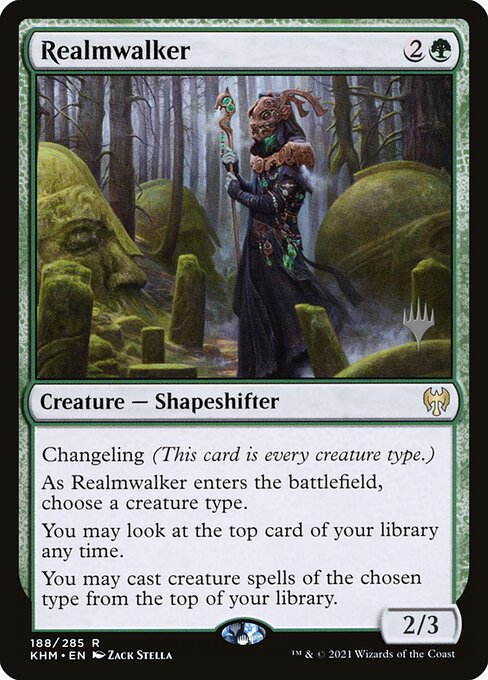 Realmwalker 2
Creature — Shapeshifter
Changeling (This card is every creature type.)
As Realmwalker enters the battlefield,
choose a creature type.
You may look at the top card of your library
any time.
You may cast creature spells of the chosen
type from the top of your library.
2/3
188/285 R
KHM • EN Zack Stella
™ & © 2021 Wizards of the Coast